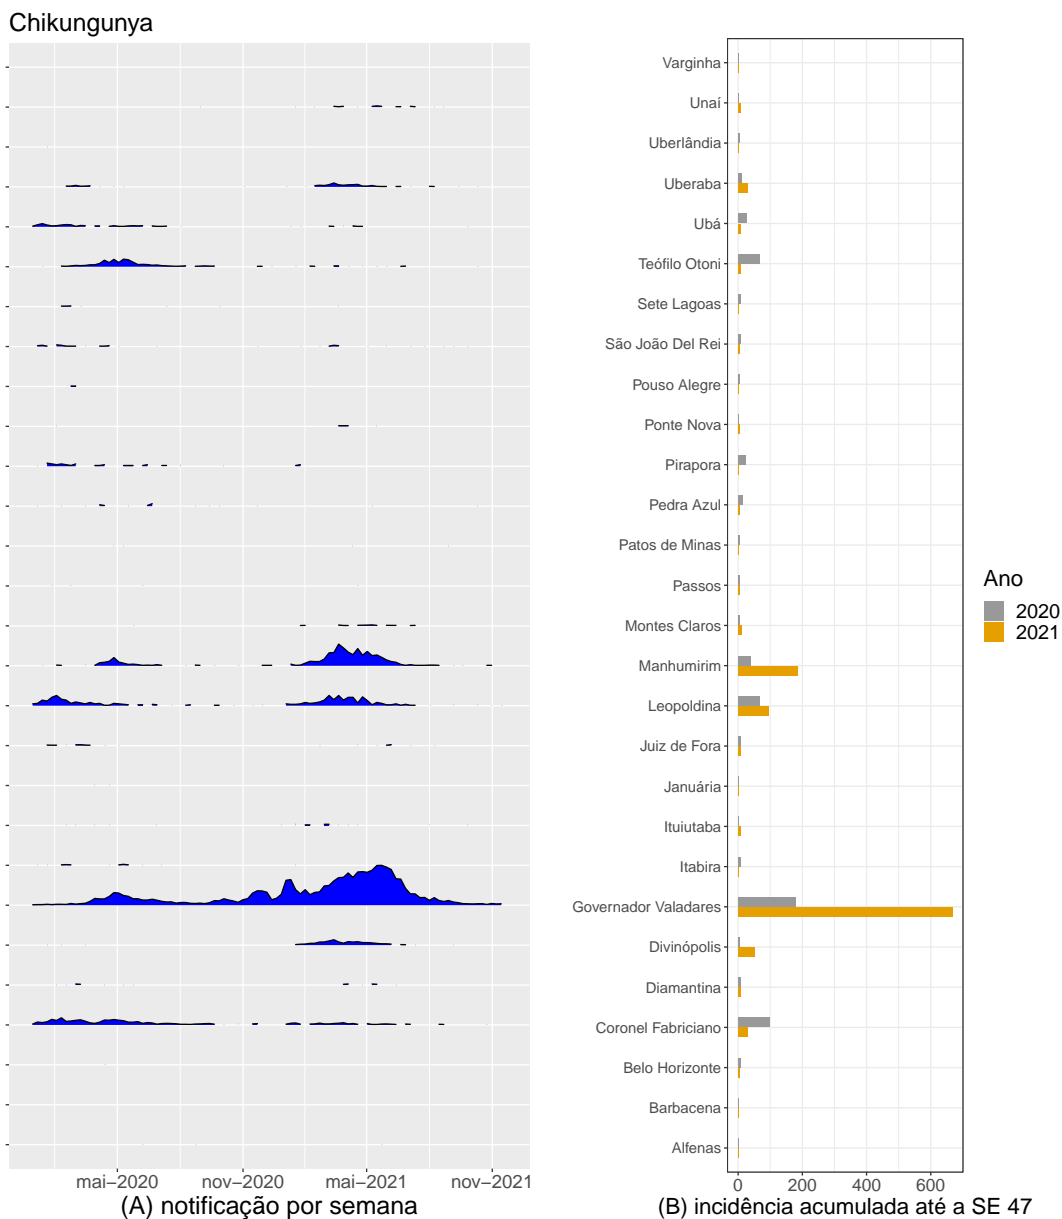 Chikungunya
mai–2020
nov–2020
mai–2021
nov–2021
(A) notificação por semana
Varginha
Unaí
Uberlândia
Uberaba
Ubá
Teófilo Otoni
Sete Lagoas
São João Del Rei
Pouso Alegre
Ponte Nova
Pirapora
Pedra Azul
Patos de Minas
Passos
Montes Claros
Manhumirim
Leopoldina
Juiz de Fora
Januária
Ituiutaba
Itabira
Governador Valadares
Divinópolis
Diamantina
Coronel Fabriciano
Belo Horizonte
Barbacena
Alfenas
0
200
400
600
(B) incidência acumulada até a SE 47
Ano
2020
2021